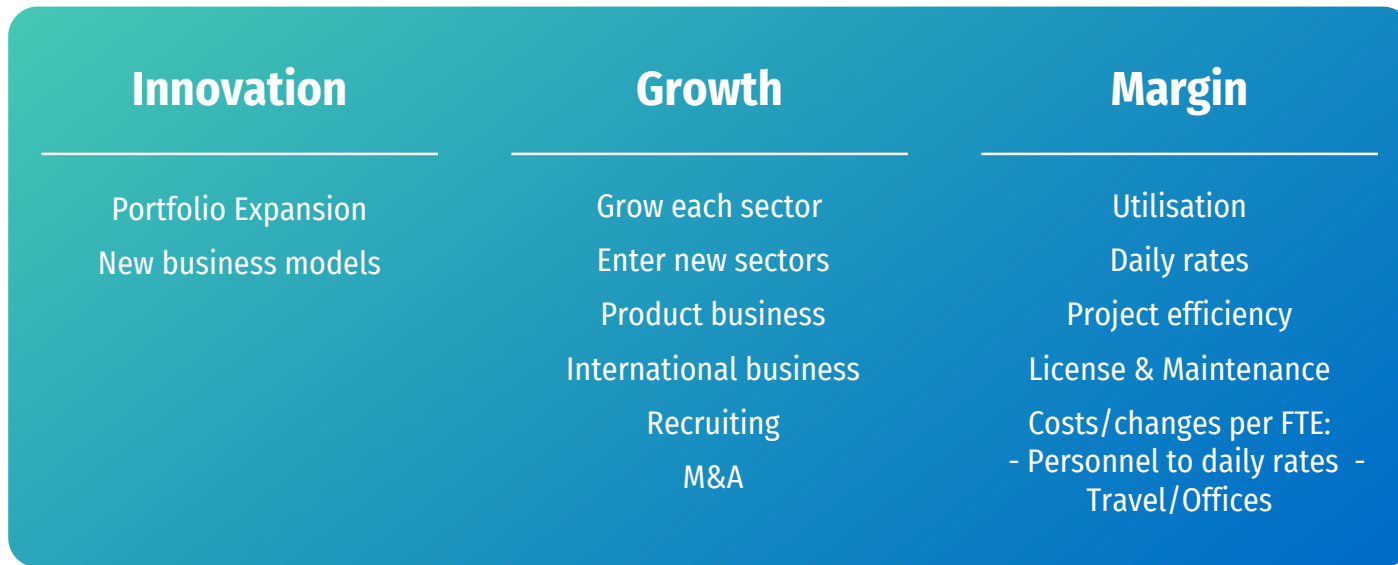 Innovation
Portfolio Expansion
New business models
Growth
Grow each sector
Enter new sectors
Product business
International business
Recruiting
M&A
Margin
Utilisation
Daily rates
Project efficiency
License & Maintenance
Costs/changes per FTE:
- Personnel to daily rates  -
Travel/Offices